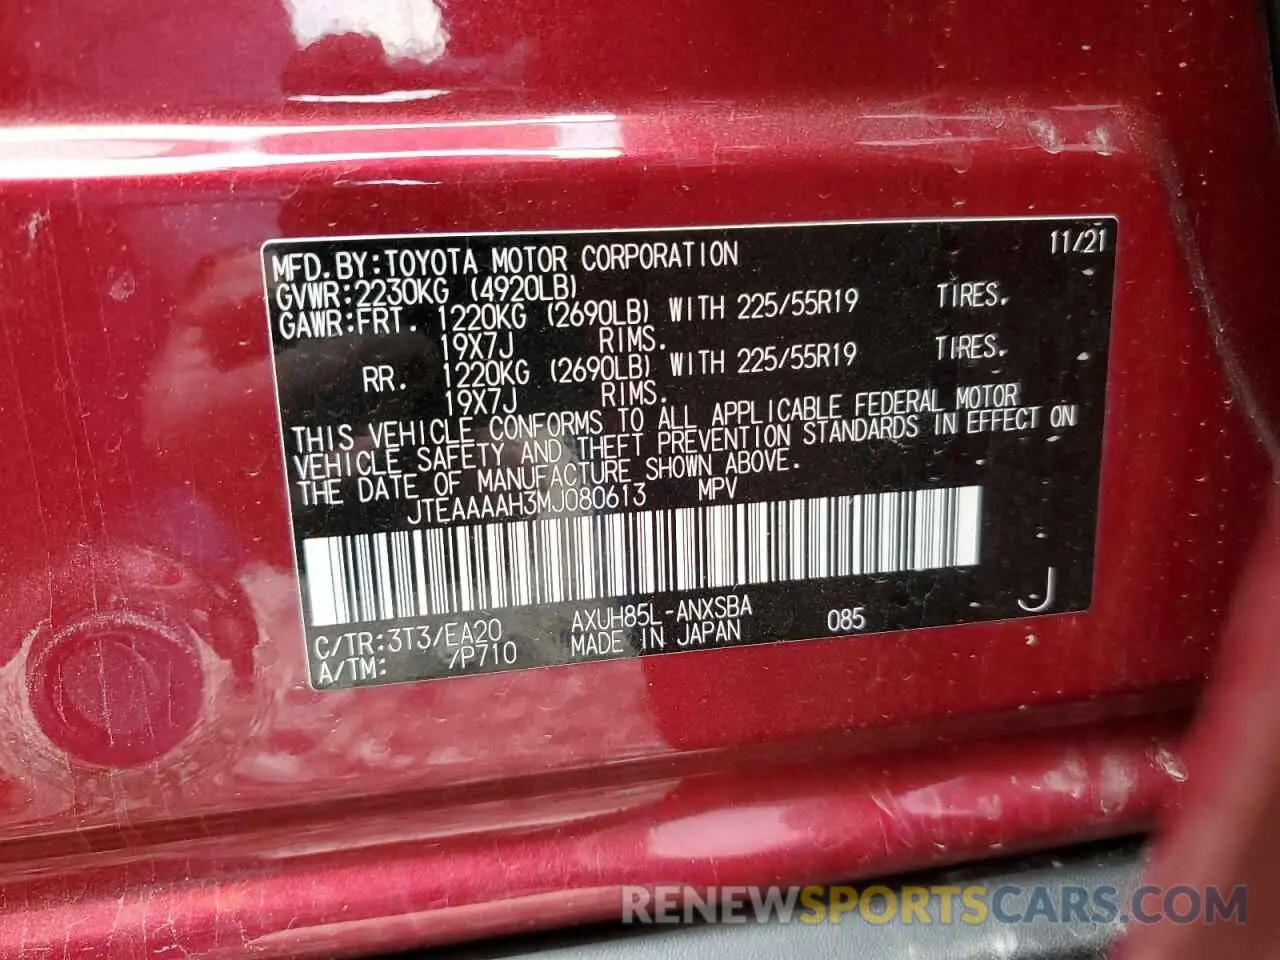 MFD.BY:TOYOTA MOTOR CORPORATION 11/21
GVWR:2230KG (4920LB)
GAWR:FRT. 1220KG (2690LB) WITH 225/55R19 TIRES.
19X7J RIMS.
RR. 1220KG (2690LB) WITH 225/55R19 TIRES.
19X7J RIMS.
THIS VEHICLE CONFORMS TO ALL APPLICABLE FEDERAL MOTOR
VEHICLE SAFETY AND THEFT PREVENTION STANDARDS IN EFFECT ON
THE DATE OF MANUFACTURE SHOWN ABOVE.
JTEAAAAH3MJ080613 MPV
C/TR:3T3/EA20 AXUH85L-ANXSBA 085 J
A/TM: /P710 MADE IN JAPAN
RENEWSPORTSCARS.COM